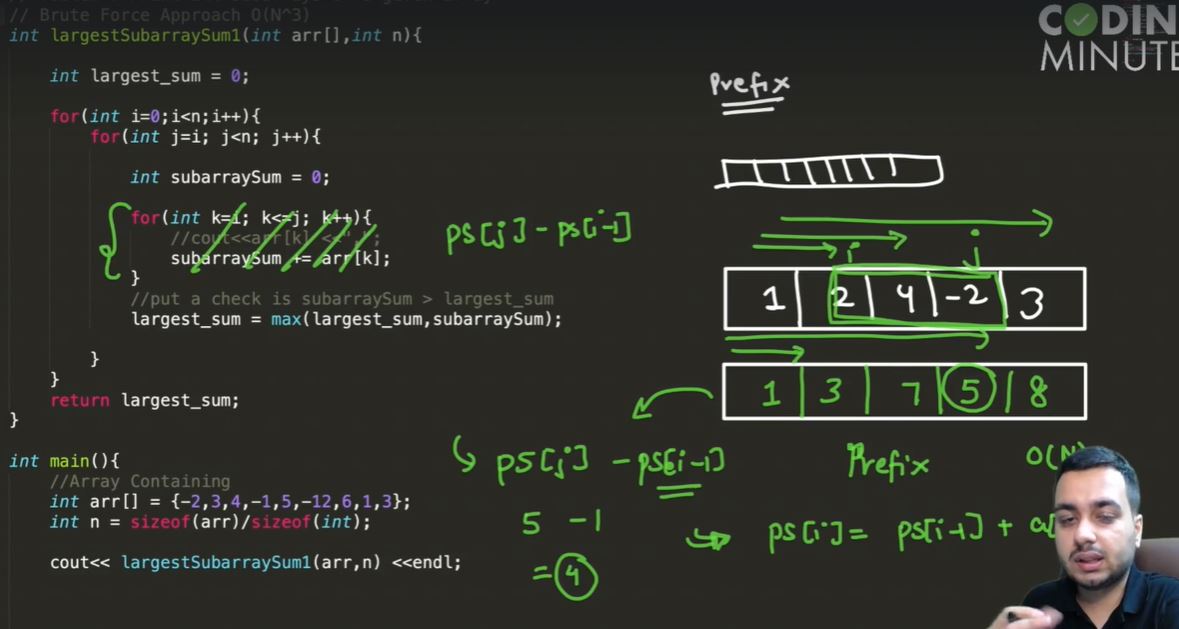 // Brute Force Approach O(N^3)
int largestSubarraySum1(int arr[],int n){
int largest_sum = 0;
for(int i=0;i<n;i++){
for(int j=i; j<n; j++){
int subarraySum = 0;
for(int k=i; k<=j; k++){
//cout<<arr[k]
subarraySum += arr[k];
}
//put a check is subarraySum > largest_sum
largest_sum = max(largest_sum,subarraySum);
}
}
return largest_sum;
}
int main(){
//Array Containing
int arr[] = {-2,3,4,-1,5,-12,6,1,3};
int n = sizeof(arr)/sizeof(int);
cout<< largestSubarraySum1(arr,n) <<endl;
CODIN
MINUTE
Prefix
ps[j] - ps[i-1]
i
j
1 2 4 -2 3
1 3 7 5 8
ps[j] - ps[i-1]
5 - 1
= 4
Prefix
O(N)
ps[i] = ps[i-1] + a[